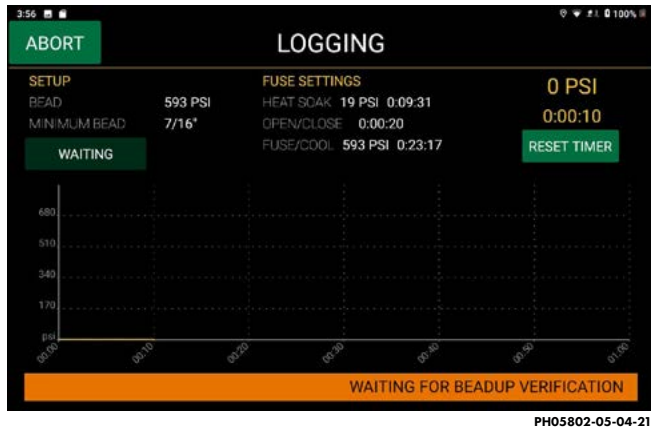 3:56 100%
ABORT LOGGING
SETUP FUSE SETTINGS 0 PSI
BEAD 593 PSI HEAT SOAK 19 PSI 0:09:31
MINIMUM BEAD 7/16" OPEN/CLOSE 0:00:20 0:00:10
WAITING FUSE/COOL 593 PSI 0:23:17 RESET TIMER
680
510
340
170
psi
00:00 00:10 00:20 00:30 00:40 00:50 01:00
WAITING FOR BEADUP VERIFICATION
PH05802-05-04-21